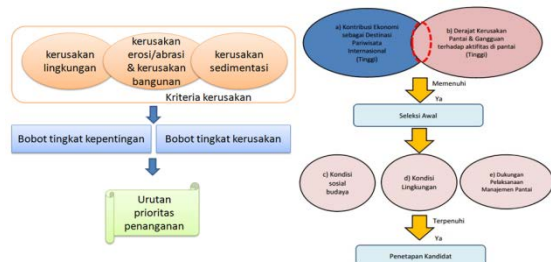 kerusakan
lingkungan
kerusakan
erosi/abrasi
& kerusakan
bangunan
kerusakan
sedimentasi
Kriteria kerusakan
Bobot tingkat kepentingan
Bobot tingkat kerusakan
Urutan
prioritas
penanganan
a) Kontribusi Ekonomi
sebagai Destinasi
Pariwisata
Internasional
(Tinggi)
b) Derajat Kerusakan
Pantai & Gangguan
terhadap aktifitas di pantai
(Tinggi)
Memenuhi
Ya
Seleksi Awal
c) Kondisi
sosial
budaya
d) Kondisi
Lingkungan
e) Dukungan
Pelaksanaan
Manajemen Pantai
Terpenuhi
Ya
Penetapan Kandidat